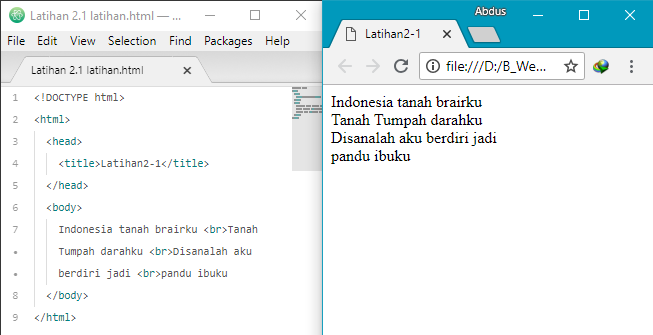 Latihan 2.1 latihan.html — ...
File Edit View Selection Find Packages Help
Latihan 2.1 latihan.html
1 <!DOCTYPE html>
2 <html>
3 <head>
4 <title>Latihan2-1</title>
5 </head>
6 <body>
7 Indonesia tanah brairku <br>Tanah
• Tumpah darahku <br>Disanalah aku
• berdiri jadi <br>pandu ibuku
8 </body>
9 </html>
Abdus
Latihan2-1
file:///D:/B_We...
Indonesia tanah brairku
Tanah Tumpah darahku
Disanalah aku berdiri jadi
pandu ibuku